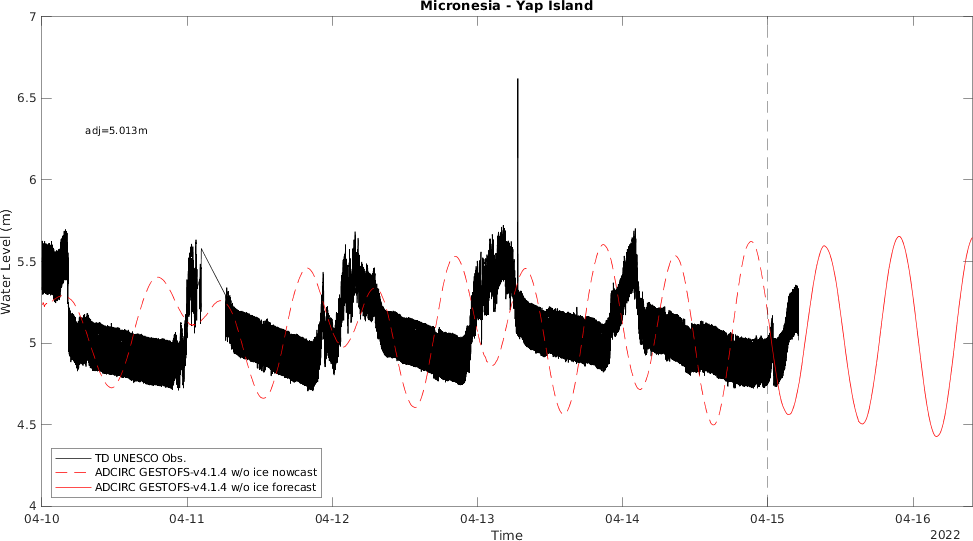 Micronesia - Yap Island
7
6.5
6
5.5
5
4.5
4
Water Level (m)
adj=5.013m
TD UNESCO Obs.
ADCIRC GESTOFS-v4.1.4 w/o ice nowcast
ADCIRC GESTOFS-v4.1.4 w/o ice forecast
04-10 04-11 04-12 04-13 04-14 04-15 04-16
Time
2022